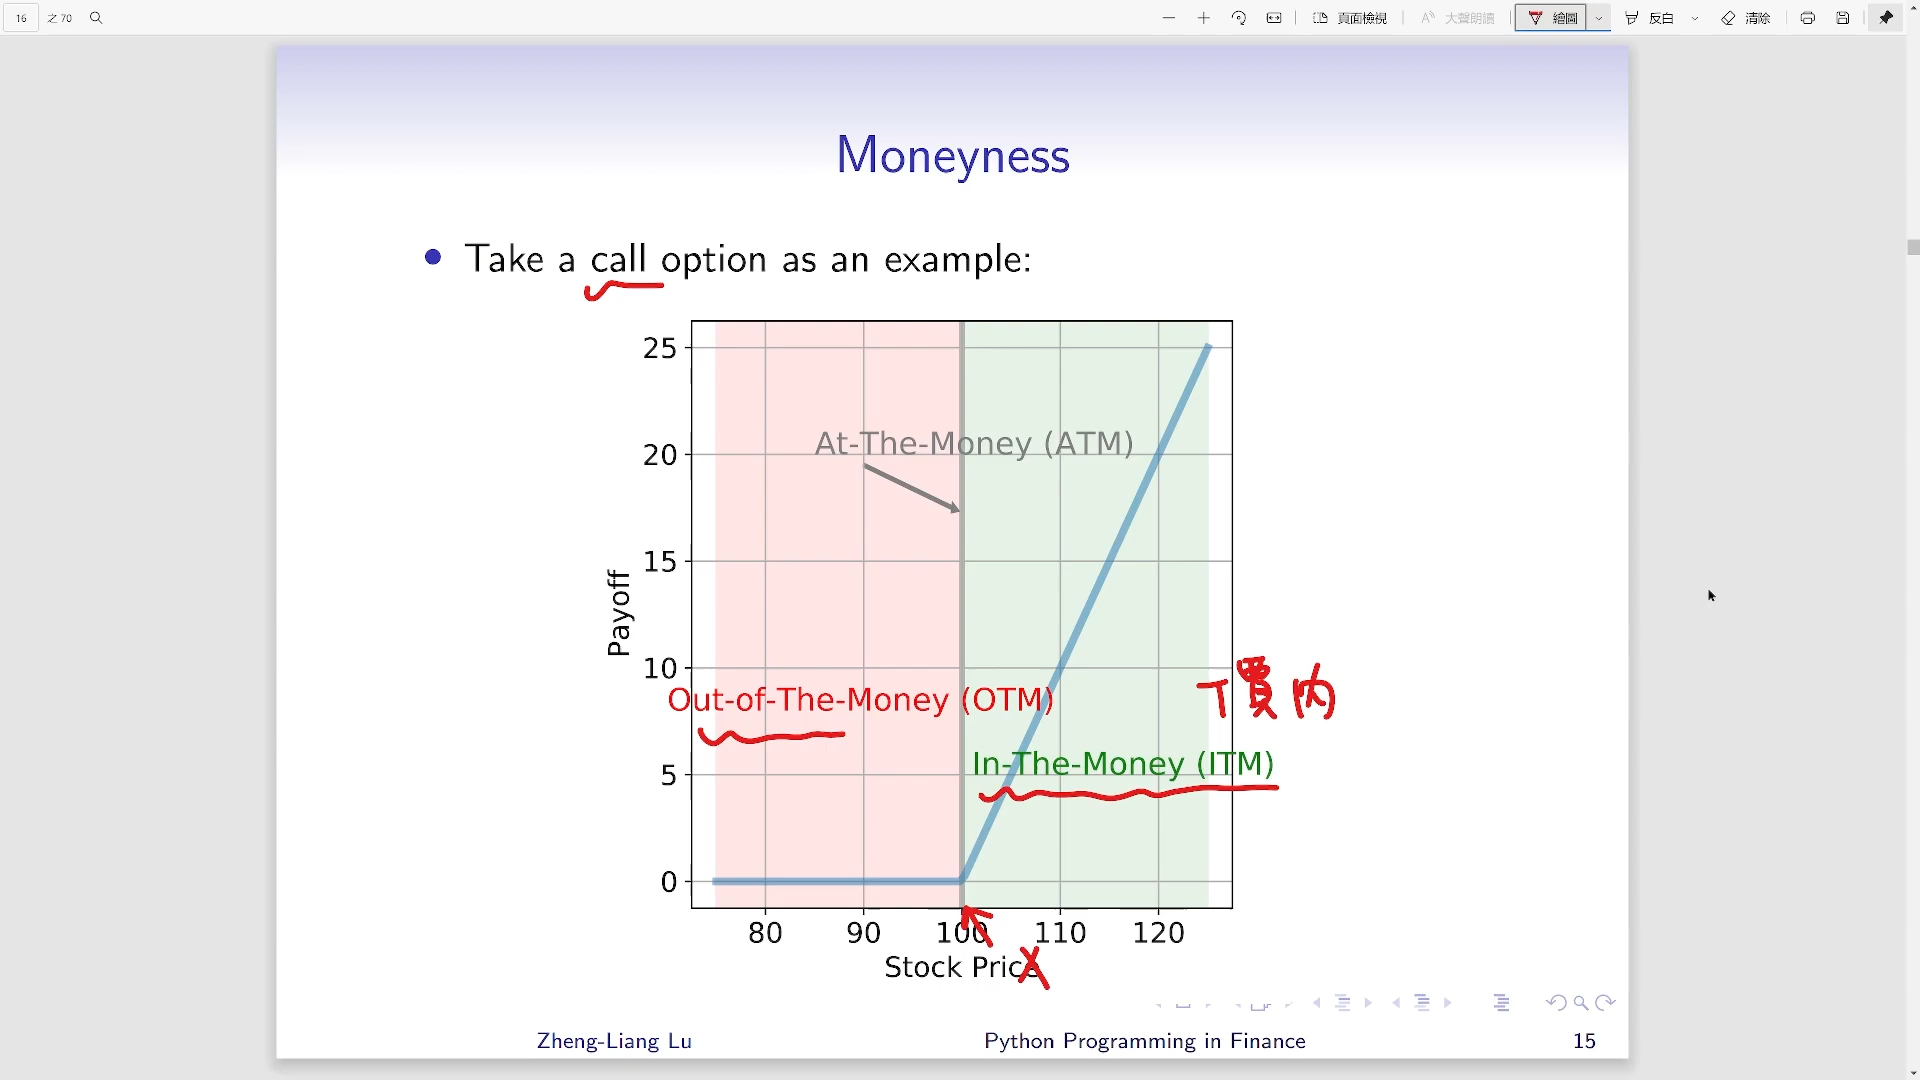 16 之 70 頁面檢視 大聲朗讀 繪圖 反白 清除
Moneyness
Take a call option as an example:
25
At-The-Money (ATM)
20
15
Payoff
10
Out-of-The-Money (OTM)
價內
In-The-Money (ITM)
5
0
80 90 100 110 120
Stock Price
X
Zheng-Liang Lu Python Programming in Finance 15